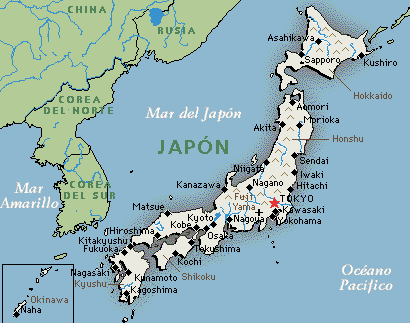 CHINA
RUSIA
Asahikawa
Sapporo
Kushiro
Hokkaido
COREA
DEL NORTE
Mar del Japón
Aomori
Akita
Morioka
Honshu
JAPÓN
Sendai
Niigata
Iwaki
Hitachi
Kanazawa
Nagano
COREA
DEL SUR
Mar
Amarillo
Fuji
Yama
TOKYO
Kawasaki
Yokohama
Matsue
Kyoto
Nagoya
Kobe
Osaka
Hiroshima
Kitakyushu
Fukuoka
Tokushima
Kochi
Shikoku
Nagasaki
Kunamoto
Kyushu
Kagoshima
Okinawa
Naha
Océano
Pacífico